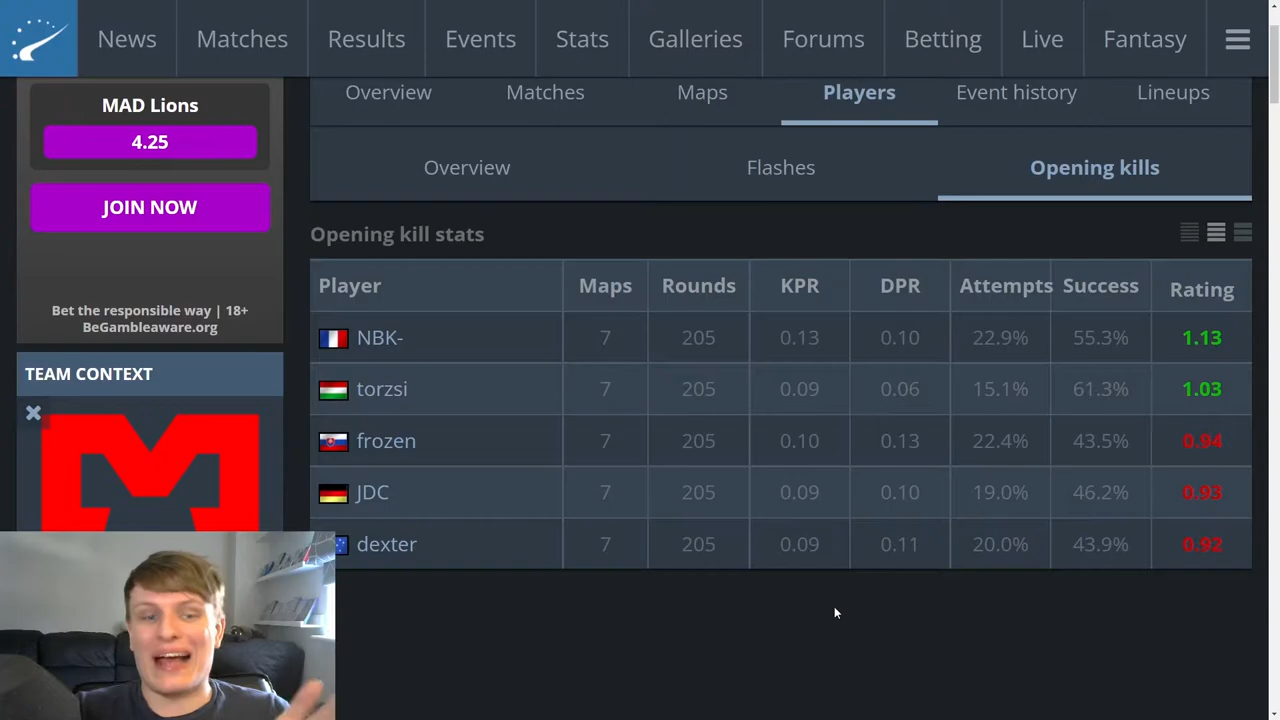 News Matches Results Events Stats Galleries Forums Betting Live Fantasy
MAD Lions
4.25
JOIN NOW
Bet the responsible way | 18+
BeGambleaware.org
TEAM CONTEXT
Overview Matches Maps Players Event history Lineups
Overview Flashes Opening kills
Opening kill stats
Player Maps Rounds KPR DPR Attempts Success Rating
NBK- 7 205 0.13 0.10 22.9% 55.3% 1.13
torzsi 7 205 0.09 0.06 15.1% 61.3% 1.03
frozen 7 205 0.10 0.13 22.4% 43.5% 0.94
JDC 7 205 0.09 0.10 19.0% 46.2% 0.93
dexter 7 205 0.09 0.11 20.0% 43.9% 0.92